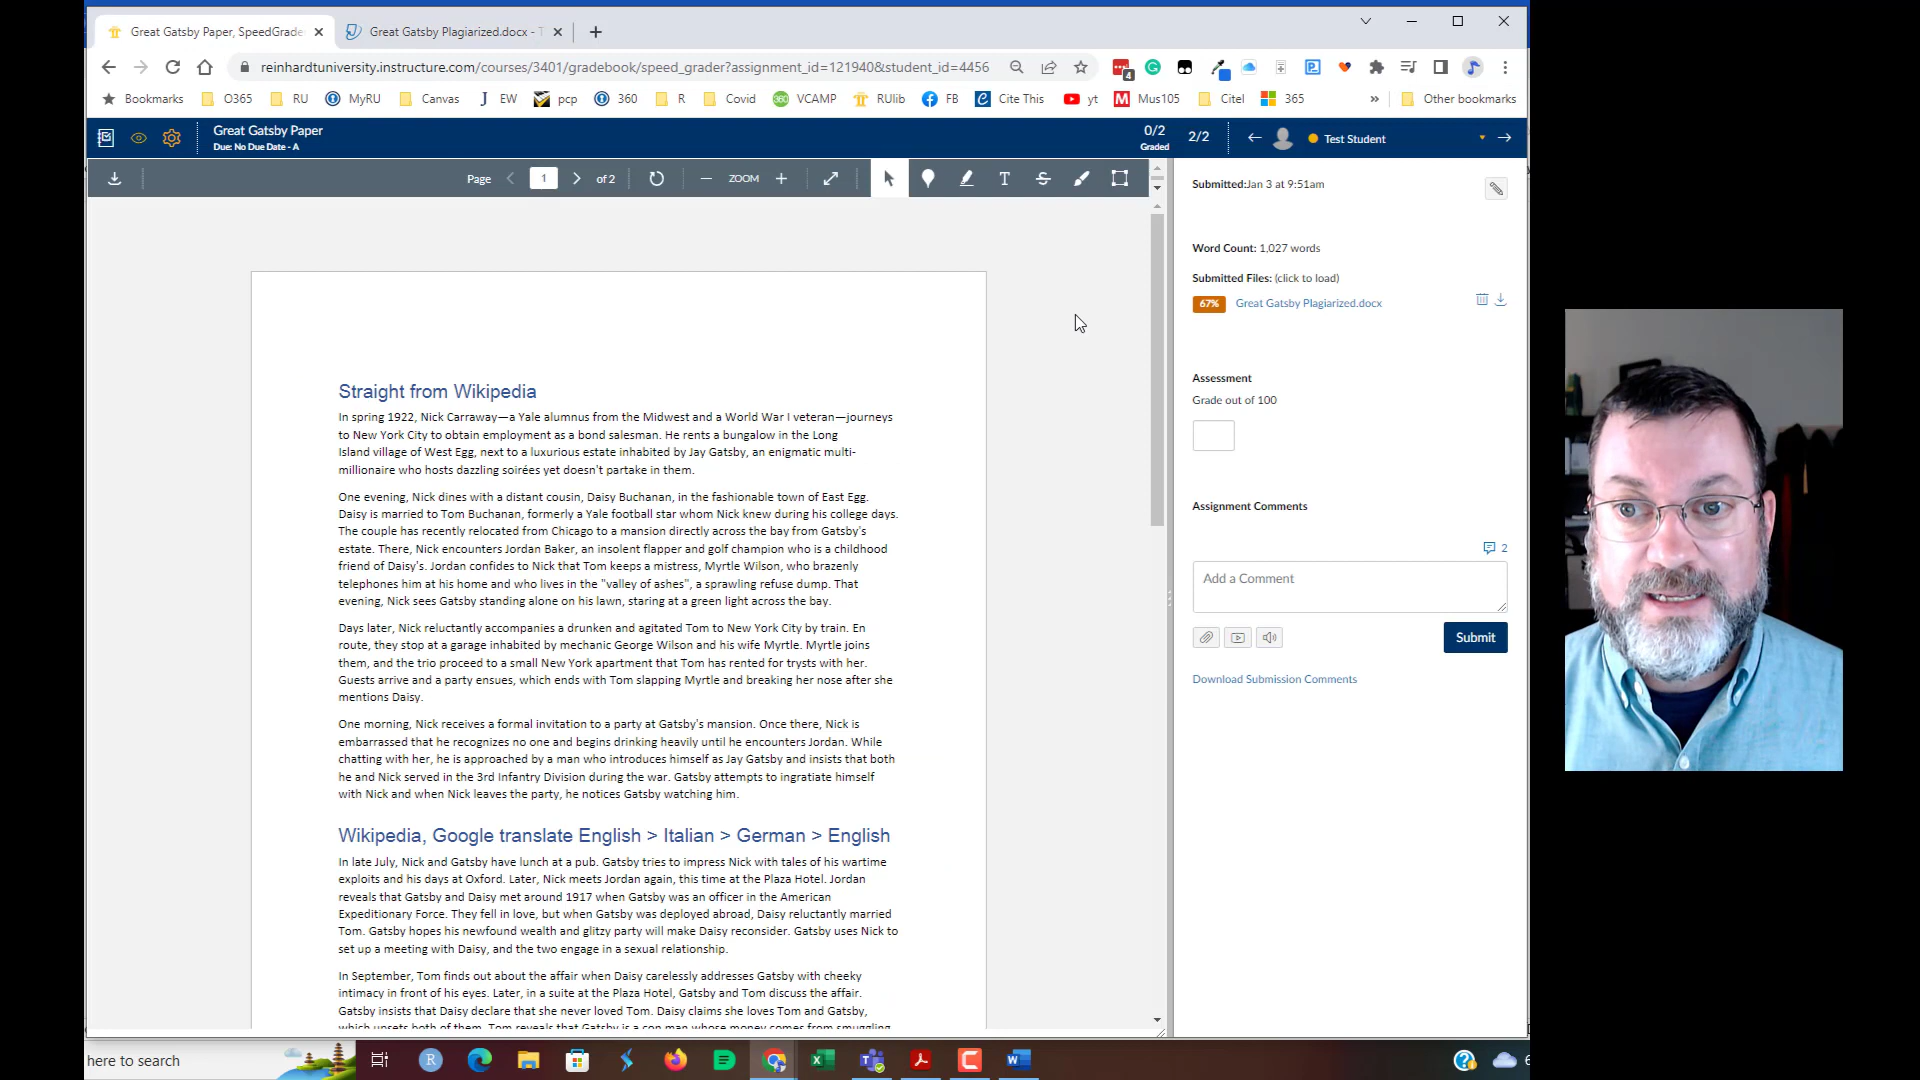 Great Gatsby Paper, SpeedGrade
Great Gatsby Plagiarized.docx - T
reinhardtuniversity.instructure.com/courses/3401/gradebook/speed_grader?assignment_id=121940&student_id=4456
4
Bookmarks O365 RU MyRU Canvas EW pcp 360 R Covid VCAMP RUlib FB Cite This yt Mus105 Citel 365 » Other bookmarks
Great Gatsby Paper
Due: No Due Date - A
0/2
Graded
2/2
Test Student
Page 1 of 2 ZOOM
Submitted:Jan 3 at 9:51am
Word Count: 1,027 words
Submitted Files: (click to load)
67% Great Gatsby Plagiarized.docx
Assessment
Grade out of 100
Assignment Comments
2
Add a Comment
Submit
Download Submission Comments
Straight from Wikipedia
In spring 1922, Nick Carraway—a Yale alumnus from the Midwest and a World War I veteran—journeys
to New York City to obtain employment as a bond salesman. He rents a bungalow in the Long
Island village of West Egg, next to a luxurious estate inhabited by Jay Gatsby, an enigmatic multi-
millionaire who hosts dazzling soirées yet doesn't partake in them.
One evening, Nick dines with a distant cousin, Daisy Buchanan, in the fashionable town of East Egg.
Daisy is married to Tom Buchanan, formerly a Yale football star whom Nick knew during his college days.
The couple has recently relocated from Chicago to a mansion directly across the bay from Gatsby's
estate. There, Nick encounters Jordan Baker, an insolent flapper and golf champion who is a childhood
friend of Daisy's. Jordan confides to Nick that Tom keeps a mistress, Myrtle Wilson, who brazenly
telephones him at his home and who lives in the "valley of ashes", a sprawling refuse dump. That
evening, Nick sees Gatsby standing alone on his lawn, staring at a green light across the bay.
Days later, Nick reluctantly accompanies a drunken and agitated Tom to New York City by train. En
route, they stop at a garage inhabited by mechanic George Wilson and his wife Myrtle. Myrtle joins
them, and the trio proceed to a small New York apartment that Tom has rented for trysts with her.
Guests arrive and a party ensues, which ends with Tom slapping Myrtle and breaking her nose after she
mentions Daisy.
One morning, Nick receives a formal invitation to a party at Gatsby's mansion. Once there, Nick is
embarrassed that he recognizes no one and begins drinking heavily until he encounters Jordan. While
chatting with her, he is approached by a man who introduces himself as Jay Gatsby and insists that both
he and Nick served in the 3rd Infantry Division during the war. Gatsby attempts to ingratiate himself
with Nick and when Nick leaves the party, he notices Gatsby watching him.
Wikipedia, Google translate English > Italian > German > English
In late July, Nick and Gatsby have lunch at a pub. Gatsby tries to impress Nick with tales of his wartime
exploits and his days at Oxford. Later, Nick meets Jordan again, this time at the Plaza Hotel. Jordan
reveals that Gatsby and Daisy met around 1917 when Gatsby was an officer in the American
Expeditionary Force. They fell in love, but when Gatsby was deployed abroad, Daisy reluctantly married
Tom. Gatsby hopes his newfound wealth and glitzy party will make Daisy reconsider. Gatsby uses Nick to
set up a meeting with Daisy, and the two engage in a sexual relationship.
In September, Tom finds out about the affair when Daisy carelessly addresses Gatsby with cheeky
intimacy in front of his eyes. Later, in a suite at the Plaza Hotel, Gatsby and Tom discuss the affair.
Gatsby insists that Daisy declare that she never loved Tom. Daisy claims she loves Tom and Gatsby,
which upsets both of them. Tom reveals that Gatsby is a con man whose money comes from smuggling
here to search